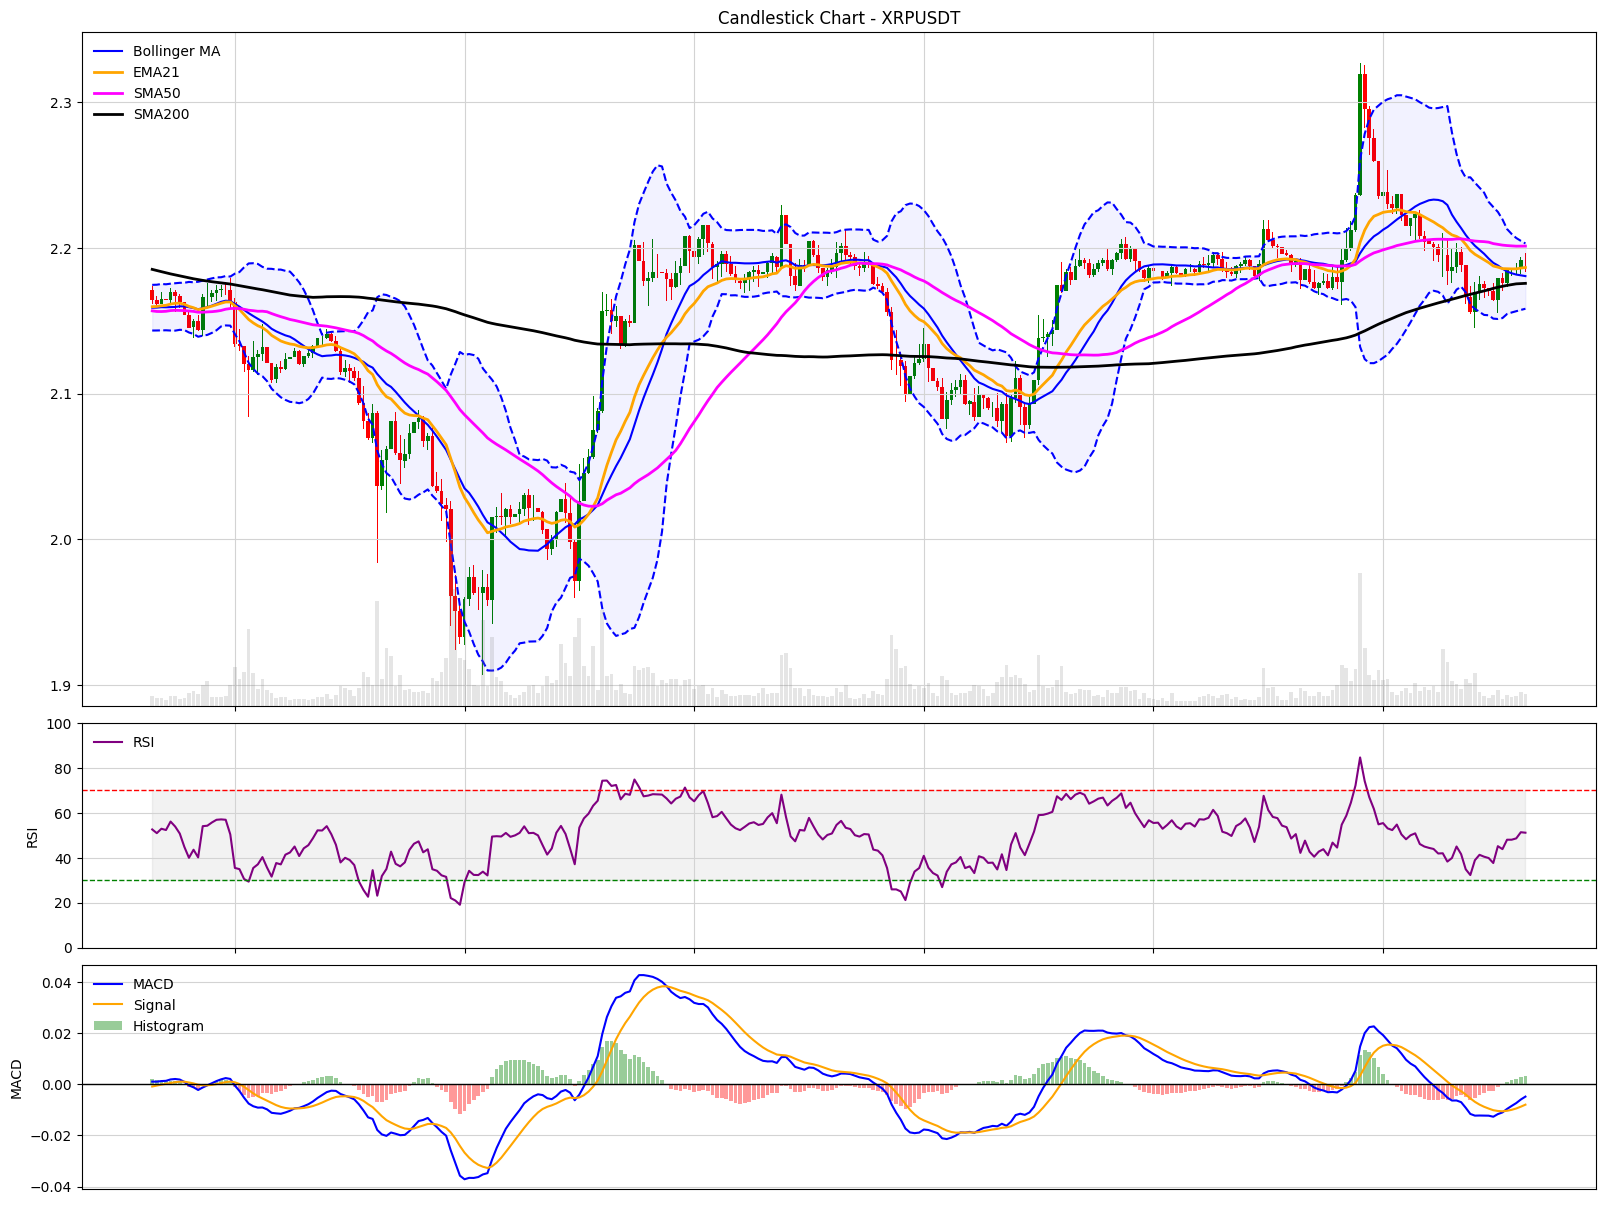 Candlestick Chart - XRPUSDT
Bollinger MA
EMA21
SMA50
SMA200
2.3
2.2
2.1
2.0
1.9
RSI
RSI
100
80
60
40
20
0
MACD
MACD
Signal
Histogram
0.04
0.02
0.00
−0.02
−0.04